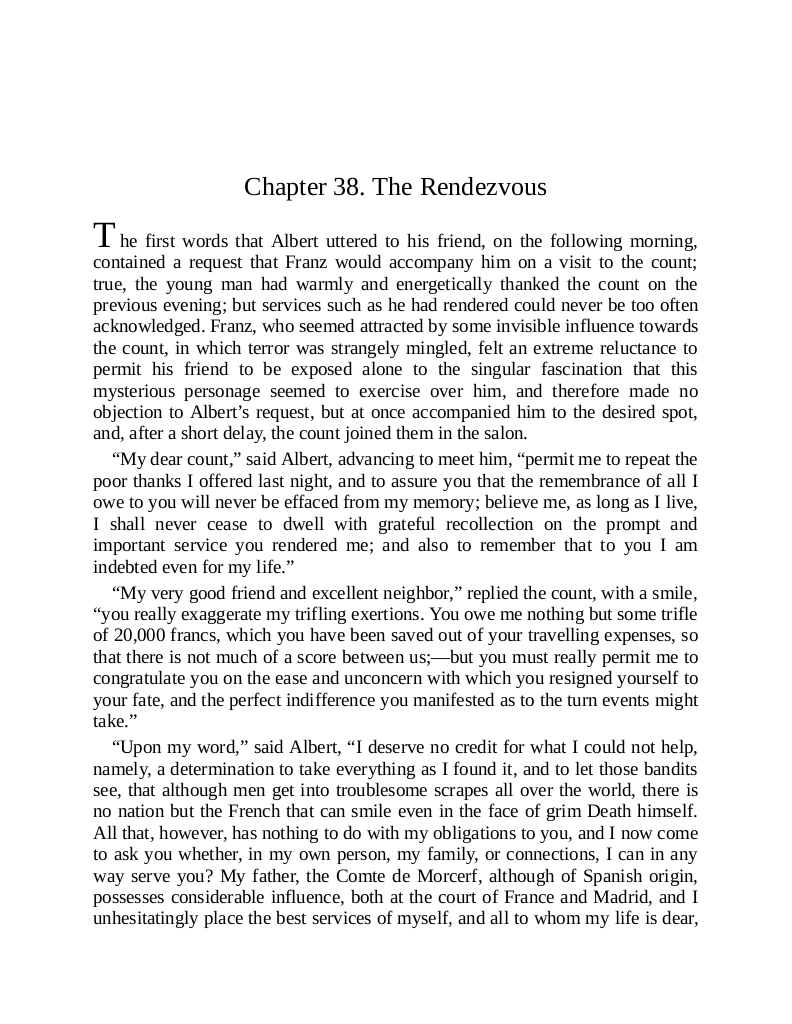 Chapter 38. The Rendezvous
The first words that Albert uttered to his friend, on the following morning,
contained a request that Franz would accompany him on a visit to the count;
true, the young man had warmly and energetically thanked the count on the
previous evening; but services such as he had rendered could never be too often
acknowledged. Franz, who seemed attracted by some invisible influence towards
the count, in which terror was strangely mingled, felt an extreme reluctance to
permit his friend to be exposed alone to the singular fascination that this
mysterious personage seemed to exercise over him, and therefore made no
objection to Albert’s request, but at once accompanied him to the desired spot,
and, after a short delay, the count joined them in the salon.
“My dear count,” said Albert, advancing to meet him, “permit me to repeat the
poor thanks I offered last night, and to assure you that the remembrance of all I
owe to you will never be effaced from my memory; believe me, as long as I live,
I shall never cease to dwell with grateful recollection on the prompt and
important service you rendered me; and also to remember that to you I am
indebted even for my life.”
“My very good friend and excellent neighbor,” replied the count, with a smile,
“you really exaggerate my trifling exertions. You owe me nothing but some trifle
of 20,000 francs, which you have been saved out of your travelling expenses, so
that there is not much of a score between us;—but you must really permit me to
congratulate you on the ease and unconcern with which you resigned yourself to
your fate, and the perfect indifference you manifested as to the turn events might
take.”
“Upon my word,” said Albert, “I deserve no credit for what I could not help,
namely, a determination to take everything as I found it, and to let those bandits
see, that although men get into troublesome scrapes all over the world, there is
no nation but the French that can smile even in the face of grim Death himself.
All that, however, has nothing to do with my obligations to you, and I now come
to ask you whether, in my own person, my family, or connections, I can in any
way serve you? My father, the Comte de Morcerf, although of Spanish origin,
possesses considerable influence, both at the court of France and Madrid, and I
unhesitatingly place the best services of myself, and all to whom my life is dear,